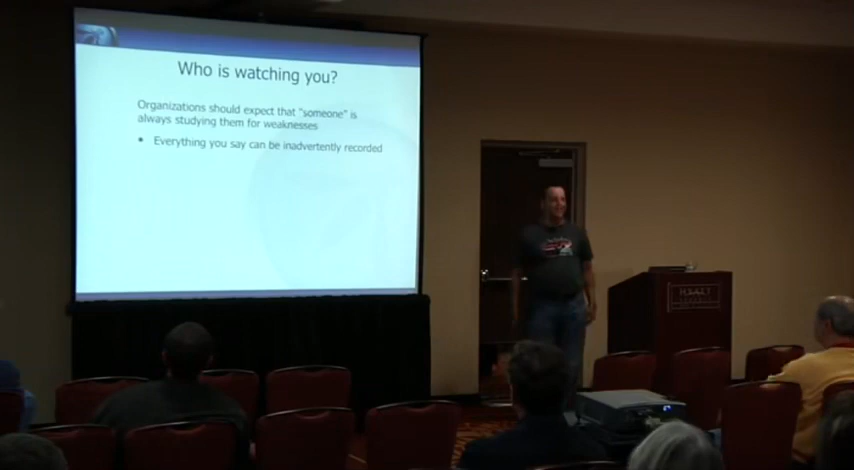 Who is watching you?
Organizations should expect that "someone" is
always studying them for weaknesses
• Everything you say can be inadvertently recorded
HYATT